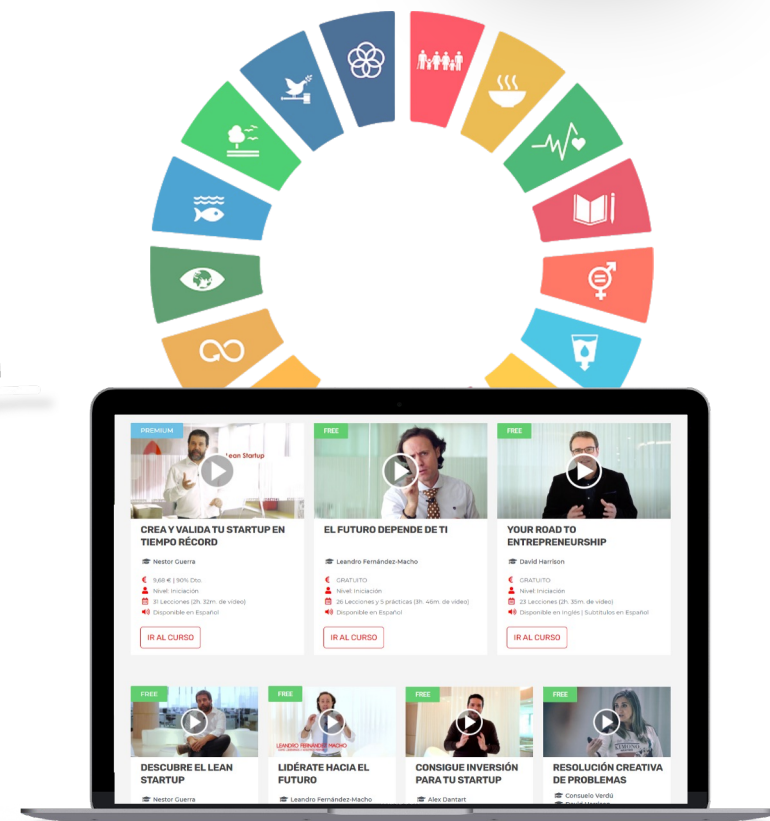 PREMIUM
Lean Startup
CREA Y VALIDA TU STARTUP EN
TIEMPO RÉCORD
Nestor Guerra
9,68 € | 90% Dto.
Nivel: Iniciación
31 Lecciones (2h. 32m. de vídeo)
Disponible en Español
IR AL CURSO
FREE
EL FUTURO DEPENDE DE TI
Leandro Fernández-Macho
GRATUITO
Nivel: Iniciación
26 Lecciones y 5 prácticas (3h. 46m. de vídeo)
Disponible en Español
IR AL CURSO
FREE
YOUR ROAD TO
ENTREPRENEURSHIP
David Harrison
GRATUITO
Nivel: Iniciación
23 Lecciones (2h. 35m. de vídeo)
Disponible en Inglés | Subtítulos en Español
IR AL CURSO
FREE
DESCUBRE EL LEAN
STARTUP
Nestor Guerra
FREE
LEANDRO FERNÁNDEZ MACHO
LIDÉRATE HACIA EL
FUTURO
Leandro Fernández-Macho
FREE
CONSIGUE INVERSIÓN
PARA TU STARTUP
Alex Dantart
FREE
RESOLUCIÓN CREATIVA
DE PROBLEMAS
Consuelo Verdú
David Harrison